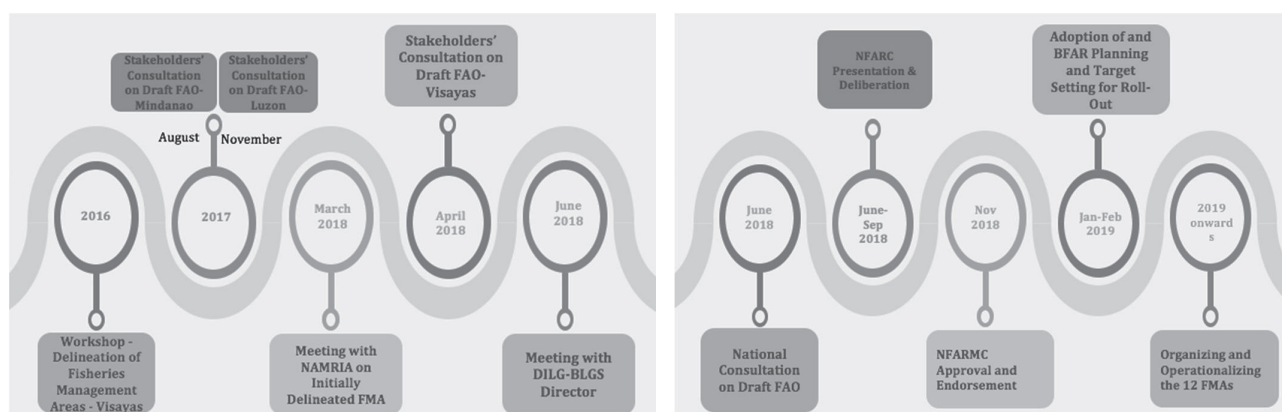 Stakeholders'
Consultation
on Draft FAO-
Mindanao
Stakeholders'
Consultation
on Draft FAO-
Luzon
Stakeholders'
Consultation on
Draft FAO-
Visayas
August
November
2016
2017
March
2018
April
2018
June
2018
Workshop -
Delineation of
Fisheries
Management
Areas - Visayas
Meeting with
NAMRIA on
Initially
Delineated FMA
Meeting with
DILG-BLGS
Director
NFARC
Presentation &
Deliberation
Adoption of and
BFAR Planning
and Target
Setting for Roll-
Out
June
2018
June-
Sep
2018
Nov
2018
Jan-Feb
2019
2019
onward
s
National
Consultation
on Draft FAO
NFARMC
Approval and
Endorsement
Organizing and
Operationalizing
the 12 FMAs